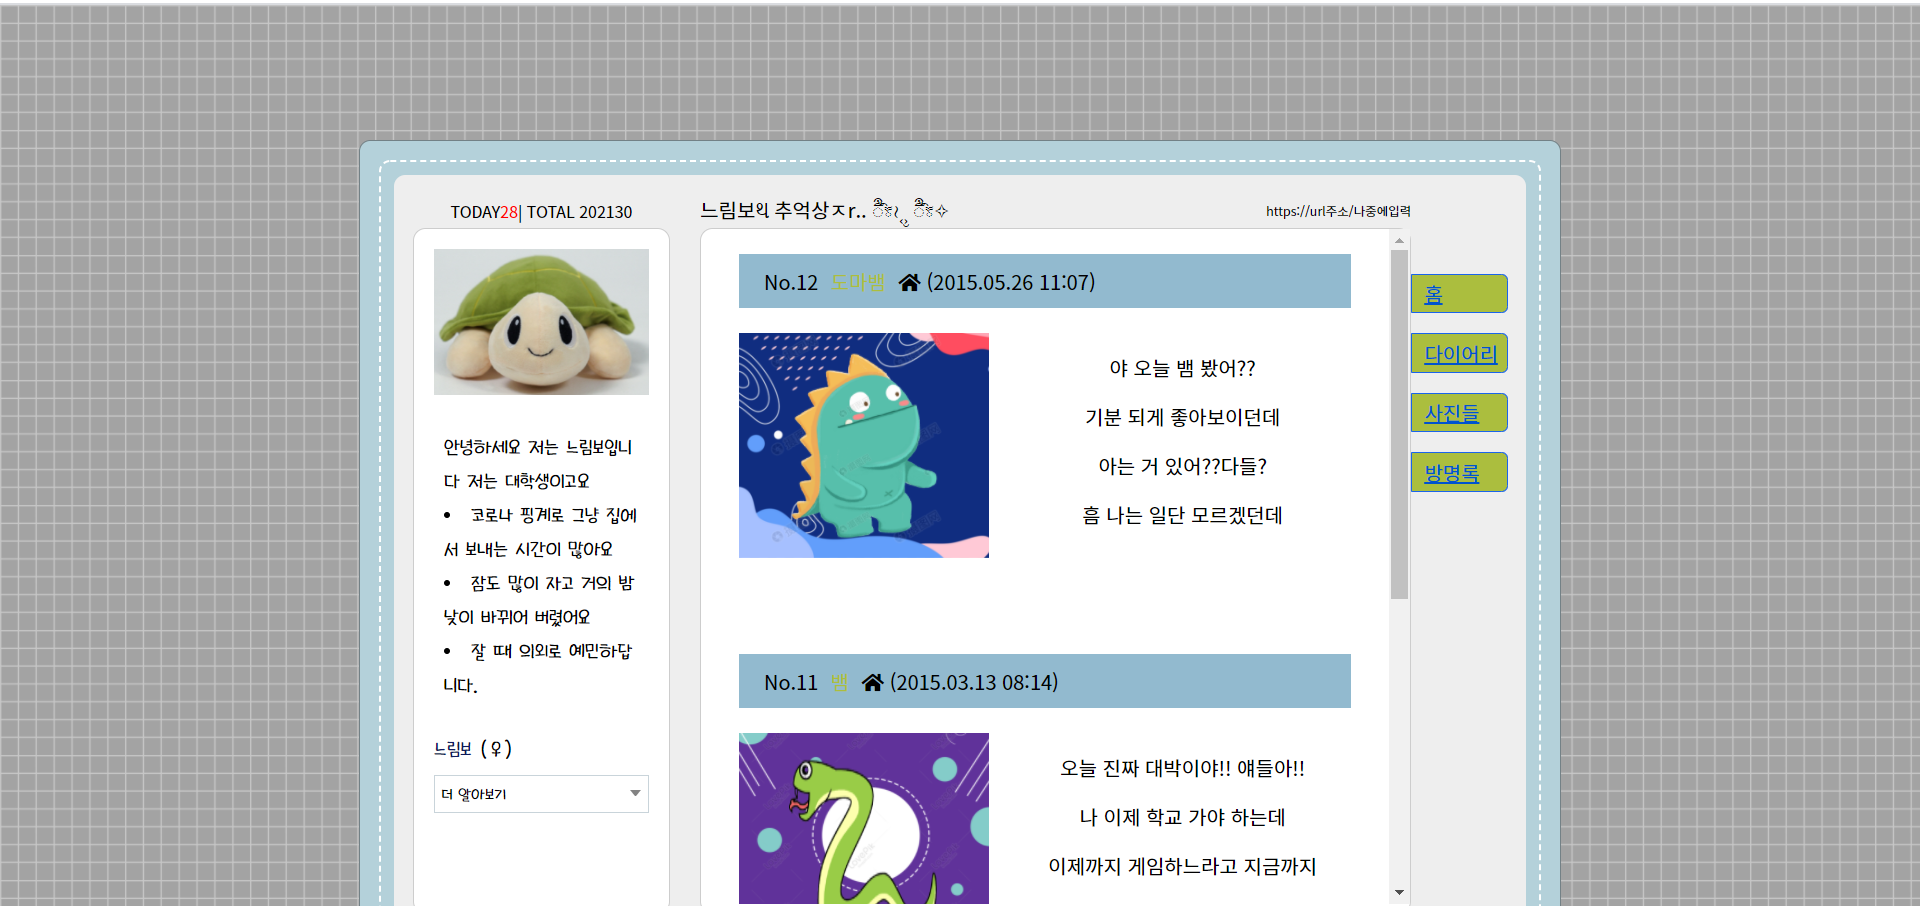 TODAY28| TOTAL 202130
느림보의 추억상ㅈr..
https://url주소/나중에입력
안녕하세요 저는 느림보입니
다 저는 대학생이고요
• 코로나 핑계로 그냥 집에
서 보내는 시간이 많아요
• 잠도 많이 자고 거의 밤
낮이 바뀌어 버렸어요
• 잘 때 의외로 예민하답
니다.
느림보 (♀)
더 알아보기
No.12 도마뱀 (2015.05.26 11:07)
야 오늘 뱀 봤어??
기분 되게 좋아보이던데
아는 거 있어??다들?
흠 나는 일단 모르겠던데
No.11 뱀 (2015.03.13 08:14)
오늘 진짜 대박이야!! 얘들아!!
나 이제 학교 가야 하는데
이제까지 게임하느라고 지금까지
홈
다이어리
사진들
방명록